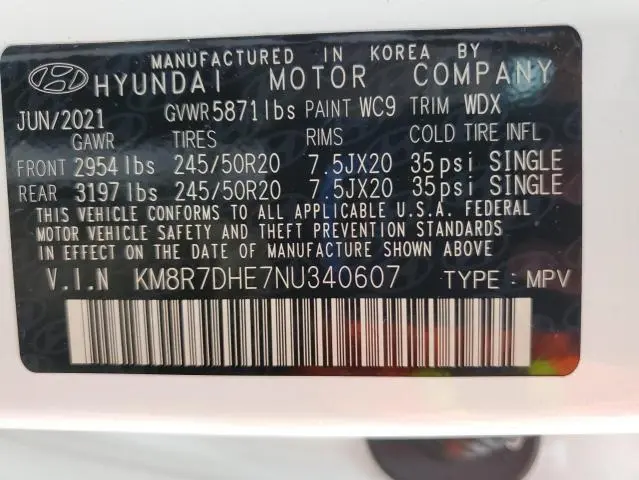 MANUFACTURED IN KOREA BY
HYUNDAI MOTOR COMPANY
JUN/2021 GVWR 5871lbs PAINT WC9 TRIM WDX
GAWR TIRES RIMS COLD TIRE INFL
FRONT 2954 lbs 245/50R20 7.5JX20 35psi SINGLE
REAR 3197 lbs 245/50R20 7.5JX20 35psi SINGLE
THIS VEHICLE CONFORMS TO ALL APPLICABLE U.S.A. FEDERAL
MOTOR VEHICLE SAFETY AND THEFT PREVENTION STANDARDS
IN EFFECT ON THE DATE OF MANUFACTURE SHOWN ABOVE
V.I.N KM8R7DHE7NU340607 TYPE : MPV